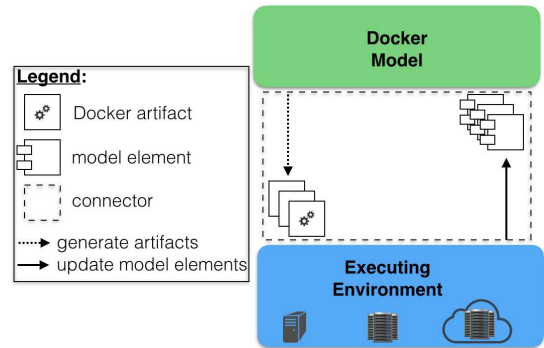 Docker
Model
Legend:
Docker artifact
model element
connector
generate artifacts
update model elements
Executing
Environment